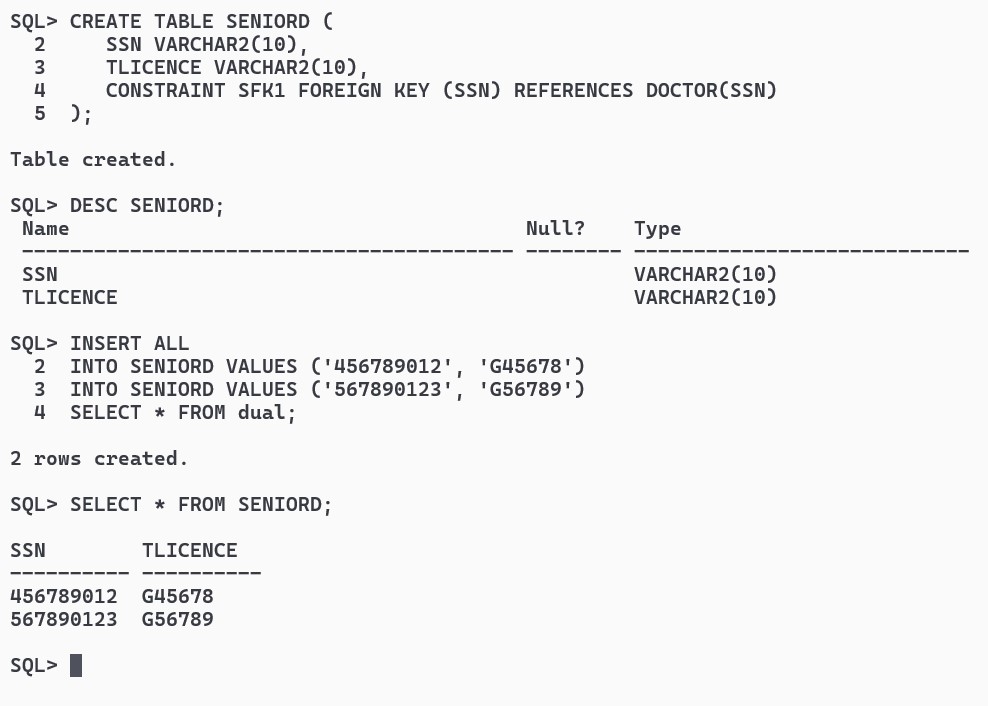 SQL> CREATE TABLE SENIORD (
  2     SSN VARCHAR2(10),
  3     TLICENCE VARCHAR2(10),
  4     CONSTRAINT SFK1 FOREIGN KEY (SSN) REFERENCES DOCTOR(SSN)
  5  );
Table created.
SQL> DESC SENIORD;
 Name                                      Null?    Type
 ----------------------------------------- -------- ----------------------------
 SSN                                                VARCHAR2(10)
 TLICENCE                                           VARCHAR2(10)
SQL> INSERT ALL
  2  INTO SENIORD VALUES ('456789012', 'G45678')
  3  INTO SENIORD VALUES ('567890123', 'G56789')
  4  SELECT * FROM dual;
2 rows created.
SQL> SELECT * FROM SENIORD;
SSN        TLICENCE
---------- ----------
456789012  G45678
567890123  G56789
SQL>